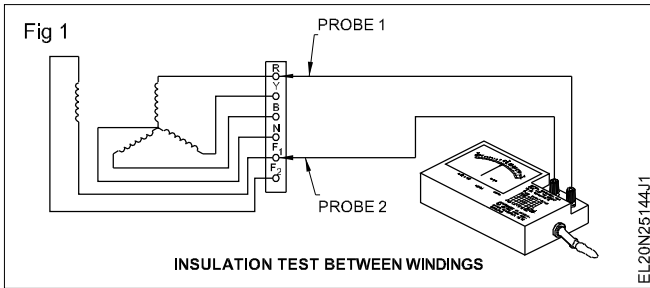 Fig 1
PROBE 1
R
Y
B
N
F1
F2
PROBE 2
INSULATION TEST BETWEEN WINDINGS
EL20N25144J1